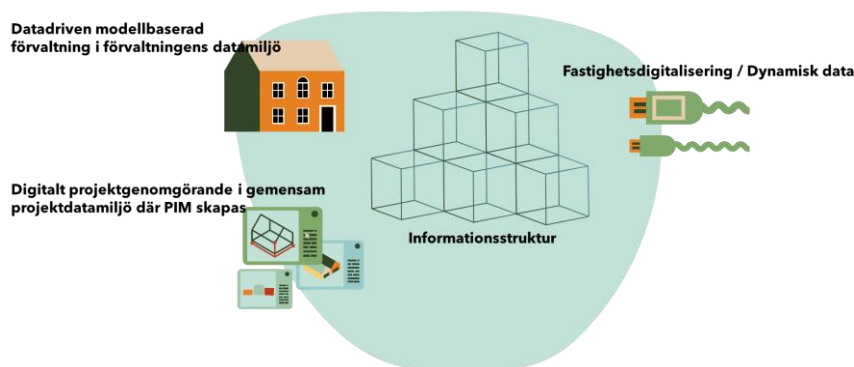 Datadriven modellbaserad
förvaltning i förvaltningens datamiljö
Fastighetsdigitalisering / Dynamisk data
Digitalt projektgenomgörande i gemensam
projektdatamiljö där PIM skapas
Informationsstruktur